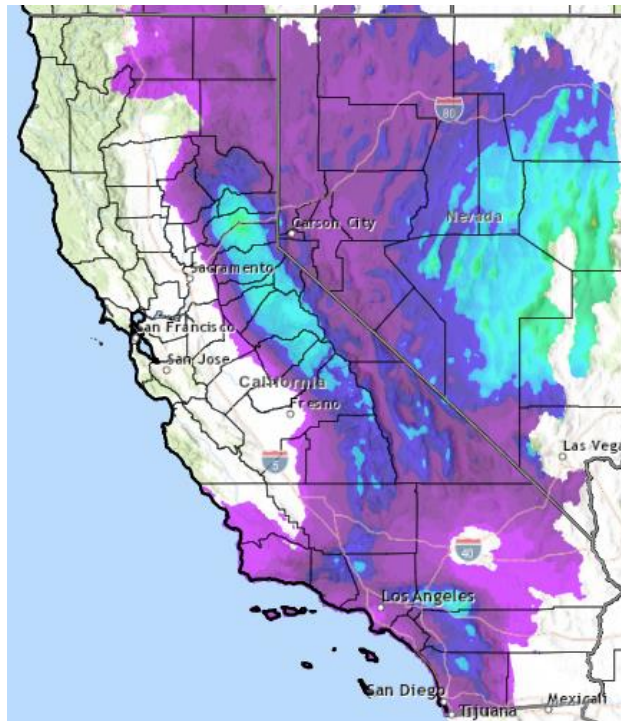 80
Nevada
Carson City
Sacramento
San Francisco
San Jose
California
Fresno
5
Las Vega
40
Los Angeles
San Diego
Tijuana
Mexicali